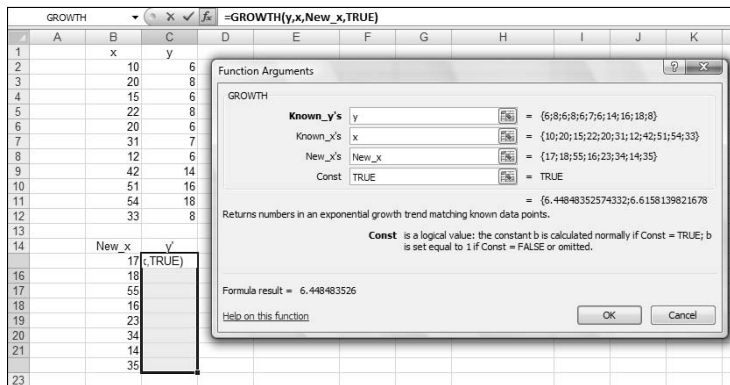 GROWTH =GROWTH(y,x,New_x,TRUE)
A B C D E F G H I J K
1 x y
2 10 6
3 20 8
4 15 6
5 22 8
6 20 6
7 31 7
8 12 6
9 42 14
10 51 16
11 54 18
12 33 8
13
14 New_x y'
17 x,TRUE)
16 18
17 55
18 16
19 23
20 34
21 14
35
23
Function Arguments
GROWTH
Known_y's y = {6;8;6;8;6;7;6;14;16;18;8}
Known_x's x = {10;20;15;22;20;31;12;42;51;54;33}
New_x's New_x = {17;18;55;16;23;34;14;35}
Const TRUE = TRUE
= {6.44848352574332;6.6158139821678
Returns numbers in an exponential growth trend matching known data points.
Const is a logical value: the constant b is calculated normally if Const = TRUE; b
is set equal to 1 if Const = FALSE or omitted.
Formula result = 6.448483526
Help on this function
OK Cancel